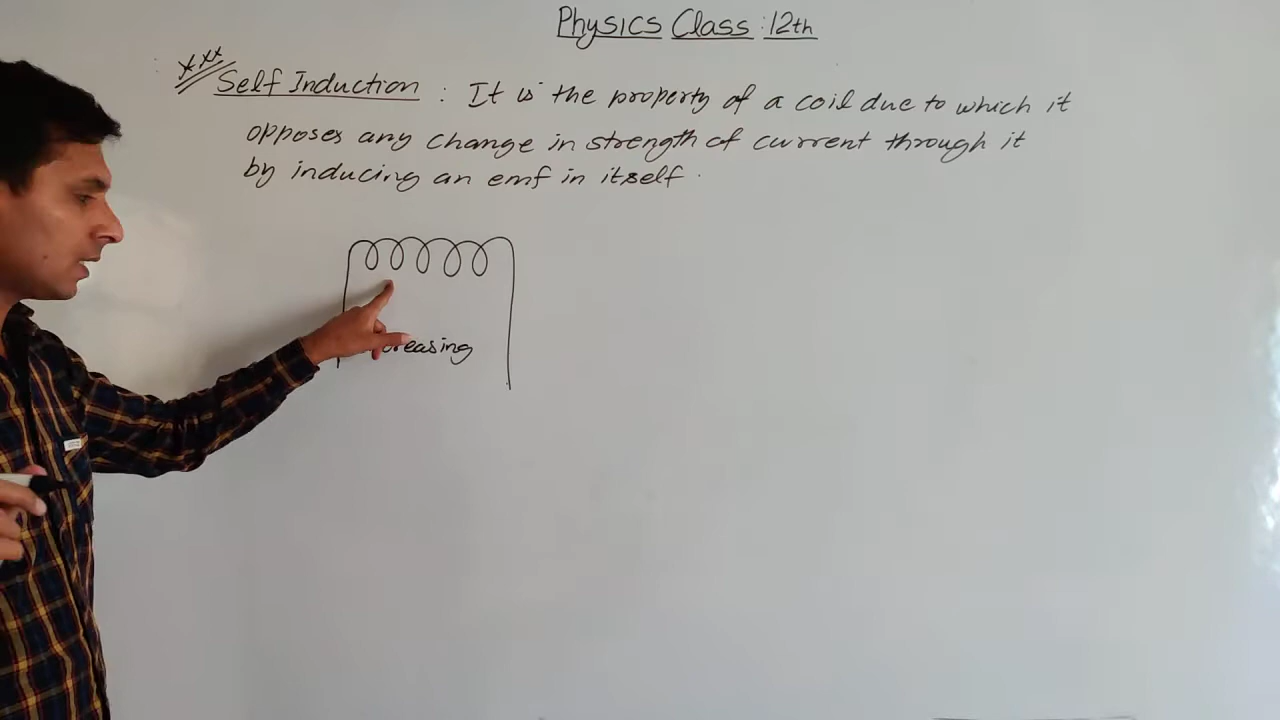 Physics Class : 12th
*** Self Induction : It is the property of a coil due to which it
opposes any change in strength of current through it
by inducing an emf in itself .